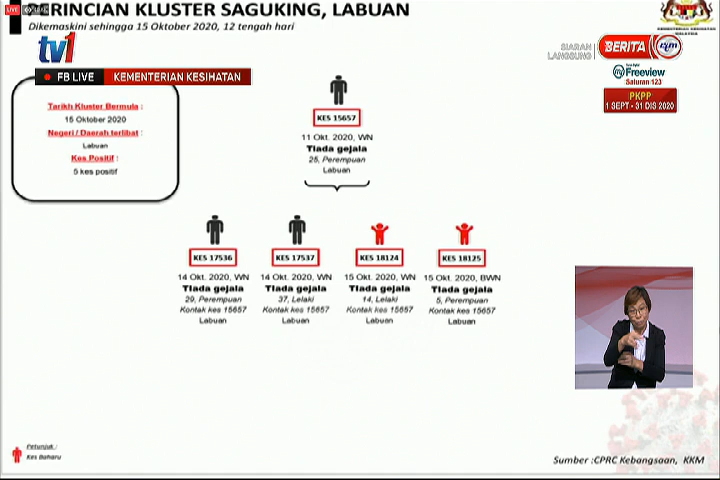 LIVE
PERINCIAN KLUSTER SAGUKING, LABUAN
Dikemaskini sehingga 15 Oktober 2020, 12 tengah hari
tv1
FB LIVE KEMENTERIAN KESIHATAN
SIARAN
LANGSUNG
BERITA rtm
Freeview
Saluran 123
PKPP
1 SEPT - 31 DIS 2020
KEMENTERIAN KESIHATAN
MALAYSIA
Tarikh Kluster Bermula :
15 Oktober 2020
Negeri / Daerah terlibat :
Labuan
Kes Positif :
5 kes positif
KES 15657
11 Okt. 2020, WN
Tiada gejala
25, Perempuan
Labuan
KES 17536
14 Okt. 2020, WN
Tiada gejala
29, Perempuan
Kontak kes 15657
Labuan
KES 17537
14 Okt. 2020, WN
Tiada gejala
37, Lelaki
Kontak kes 15657
Labuan
KES 18124
15 Okt. 2020, WN
Tiada gejala
14, Lelaki
Kontak kes 15657
Labuan
KES 18125
15 Okt. 2020, BWN
Tiada gejala
5, Perempuan
Kontak kes 15657
Labuan
Petunjuk :
Kes Baharu
Sumber :CPRC Kebangsaan, KKM